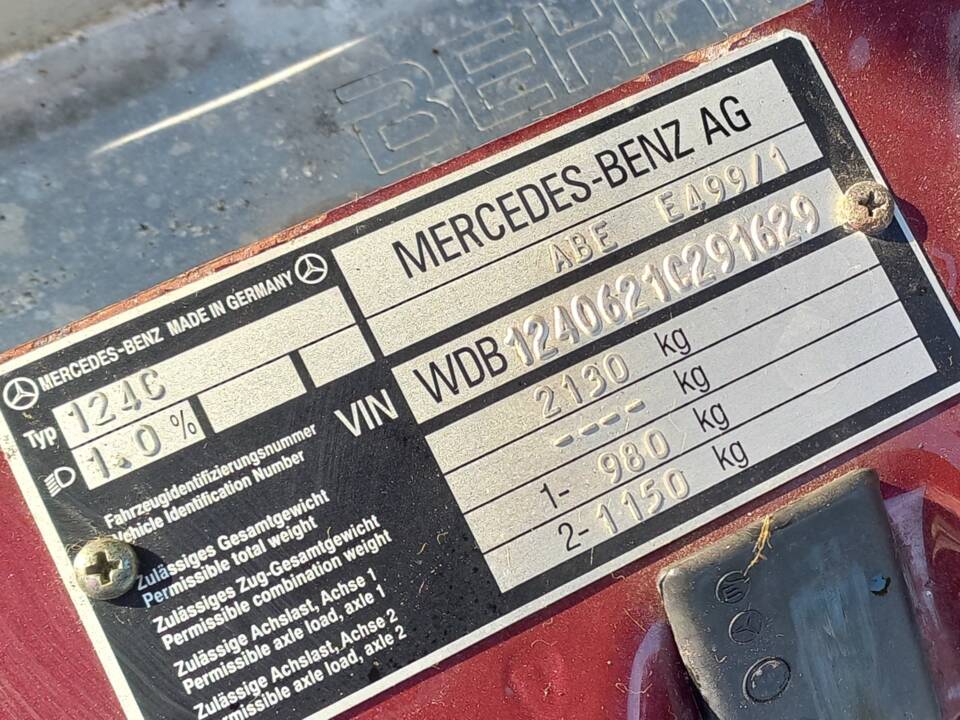 BEH
MERCEDES-BENZ MADE IN GERMANY
MERCEDES-BENZ AG
Typ 124C
ABE E499/1
1.0 %
VIN WDB 1240621C291629
Fahrzeugidentifizierungsnummer
Vehicle Identification Number
2130 kg
---- kg
1- 980 kg
2- 1150 kg
Zulässiges Gesamtgewicht
Permissible total weight
Zulässiges Zug-Gesamtgewicht
Permissible combination weight
Zulässige Achslast, Achse 1
Permissible axle load, axle 1
Zulässige Achslast, Achse 2
Permissible axle load, axle 2